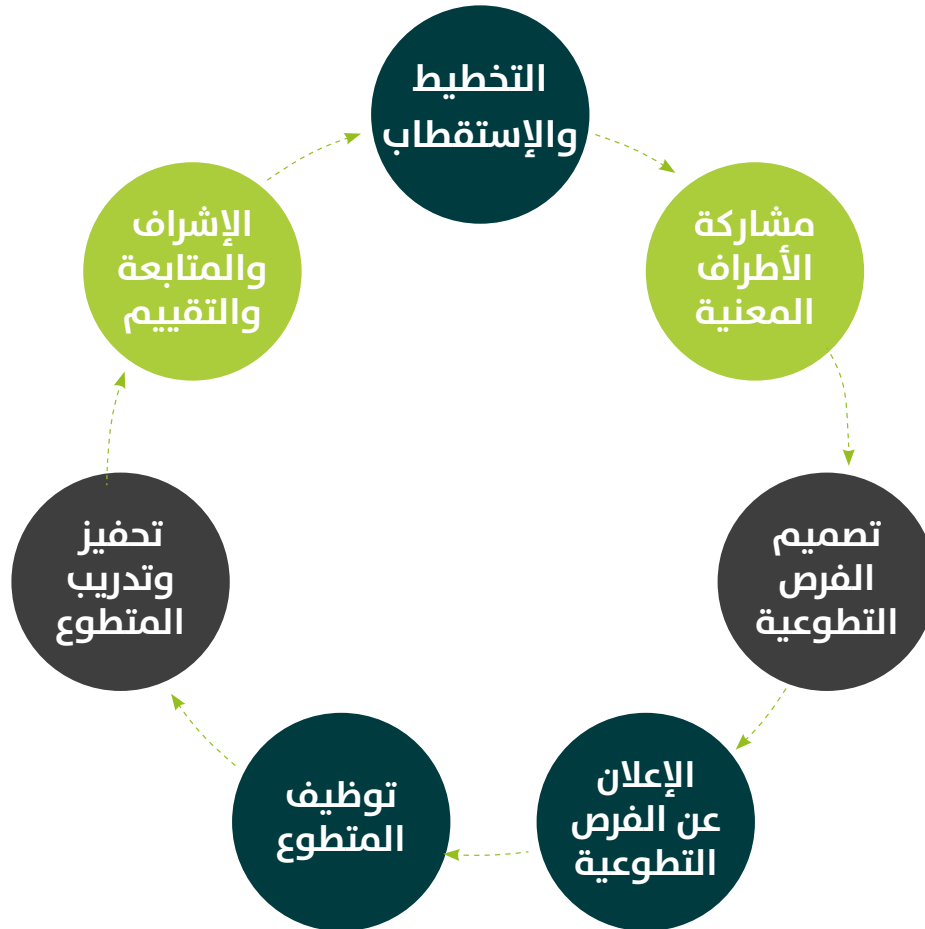 التخطيط
والإستقطاب
مشاركة
الأطراف
المعنية
تصميم
الفرص
التطوعية
الإعلان
عن الفرص
التطوعية
توظيف
المتطوع
تحفيز
وتدريب
المتطوع
الإشراف
والمتابعة
والتقييم